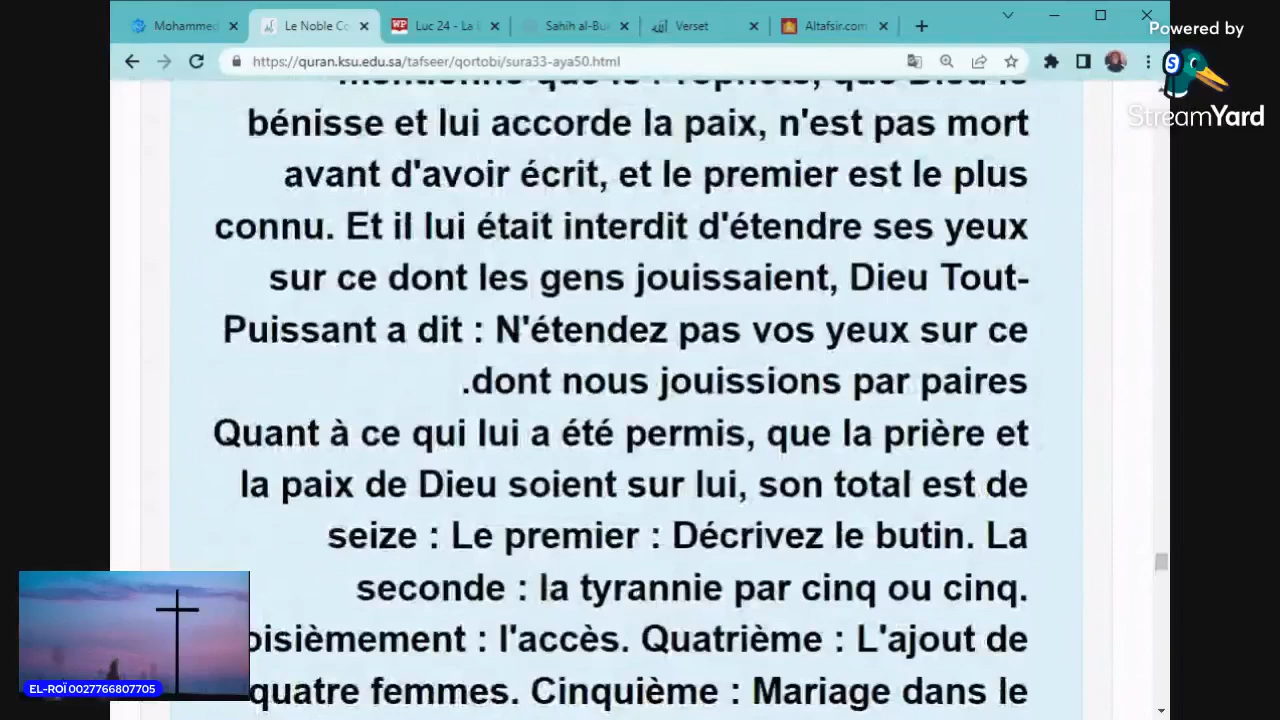 Mohammed
Le Noble Co
Luc 24 - La
Sahih al-Bu
Verset
Altafsir.com
Powered by
StreamYard
https://quran.ksu.edu.sa/tafseer/qortobi/sura33-aya50.html
bénisse et lui accorde la paix, n'est pas mort
avant d'avoir écrit, et le premier est le plus
connu. Et il lui était interdit d'étendre ses yeux
sur ce dont les gens jouissaient, Dieu Tout-
Puissant a dit : N'étendez pas vos yeux sur ce
.dont nous jouissions par paires
Quant à ce qui lui a été permis, que la prière et
la paix de Dieu soient sur lui, son total est de
seize : Le premier : Décrivez le butin. La
seconde : la tyrannie par cinq ou cinq.
oisièmement : l'accès. Quatrième : L'ajout de
quatre femmes. Cinquième : Mariage dans le
EL-ROÏ 0027766807705